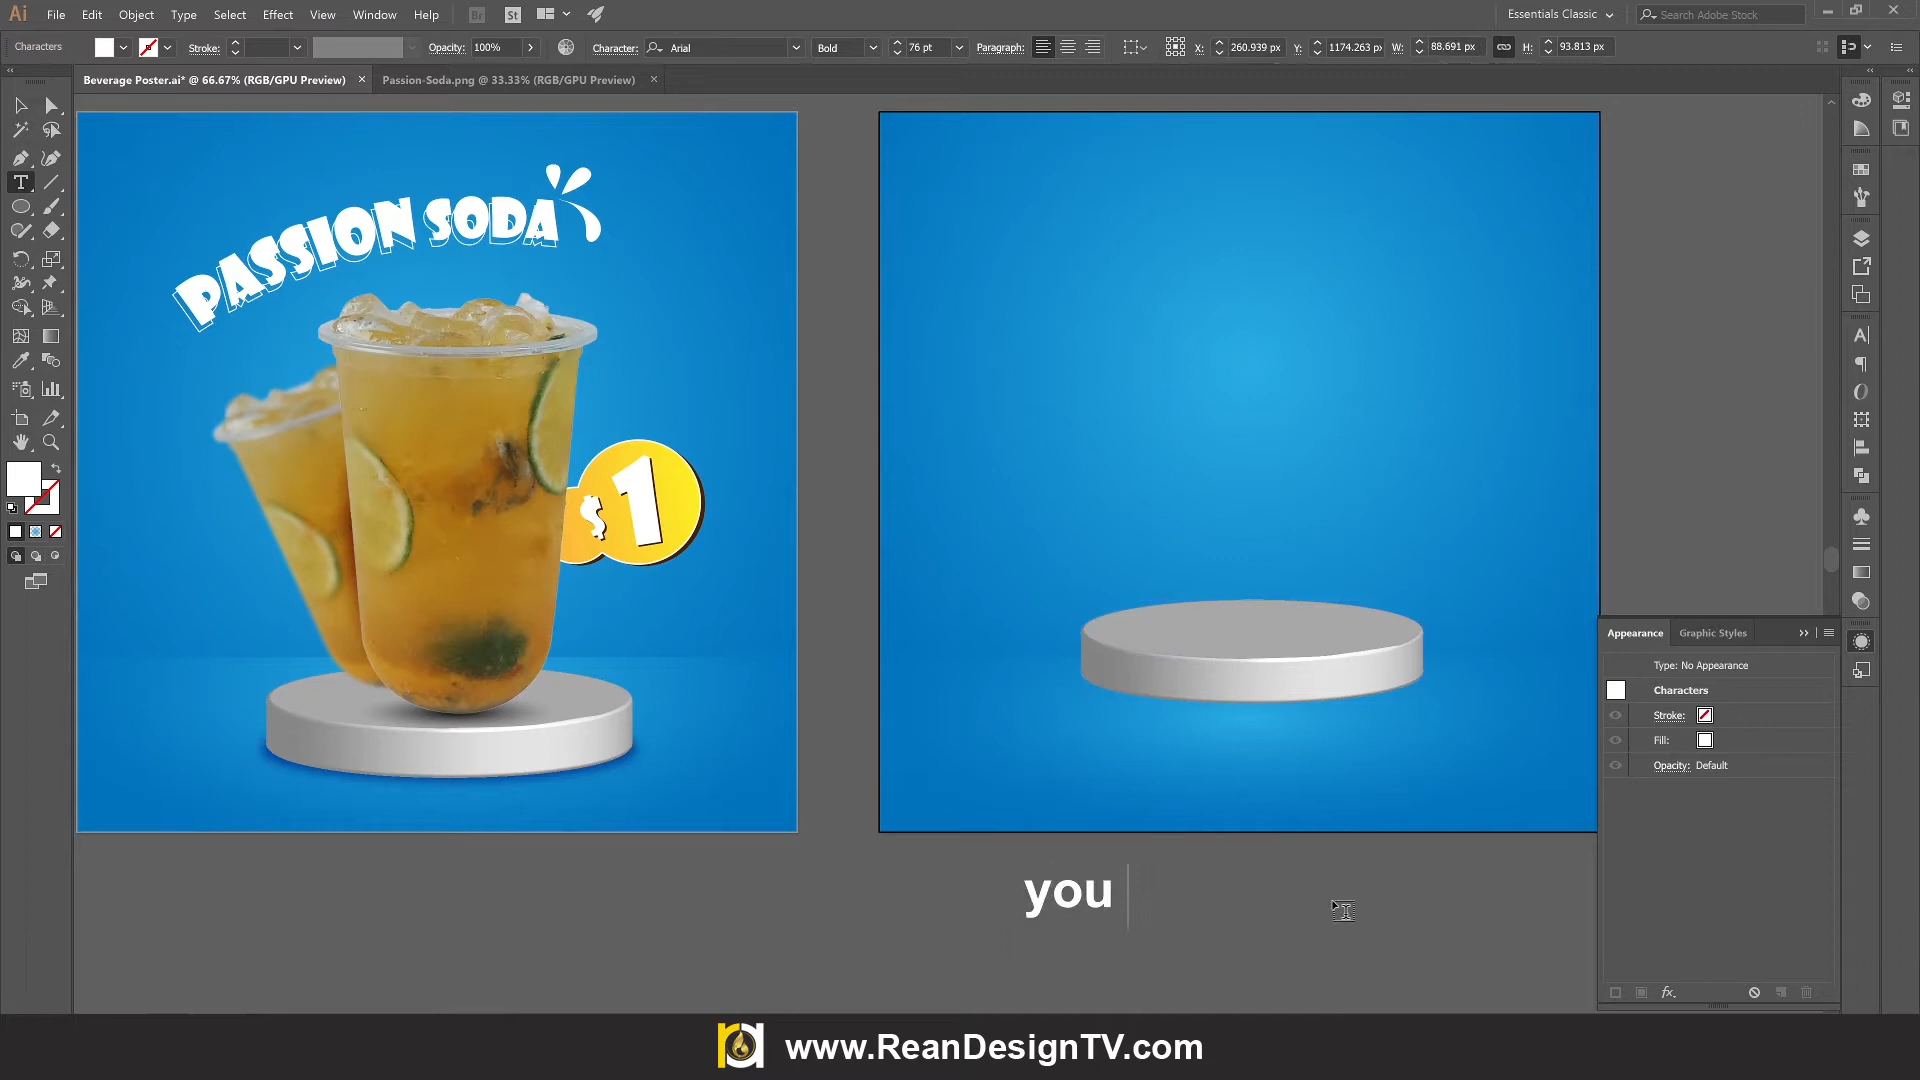 Ai File Edit Object Type Select Effect View Window Help Br St Essentials Classic Search Adobe Stock
Characters Stroke: Opacity: 100% Character: Arial Bold 76 pt Paragraph: X: 260.939 px Y: 1174.263 px W: 88.691 px H: 93.813 px
Beverage Poster.ai* @ 66.67% (RGB/GPU Preview) Passion-Soda.png @ 33.33% (RGB/GPU Preview)
PASSION SODA
$1
Appearance Graphic Styles
Type: No Appearance
Characters
Stroke:
Fill:
Opacity: Default
fx.
you
www.ReanDesignTV.com